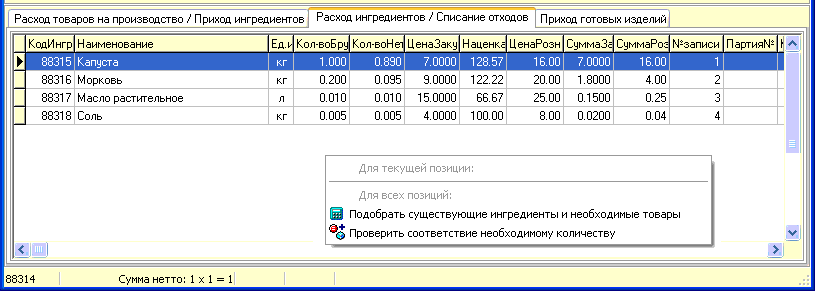 Расход товаров на производство / Приход ингредиентов Расход ингредиентов / Списание отходов Приход готовых изделий
КодИнгр Наименование Ед.и Кол-воБру Кол-воНет ЦенаЗаку Наценка ЦенаРозн СуммаЗа СуммаРоз №записи ПартияNº
88315 Капуста кг 1.000 0.890 7.0000 128.57 16.00 7.0000 16.00 1
88316 Морковь кг 0.200 0.095 9.0000 122.22 20.00 1.8000 4.00 2
88317 Масло растительное л 0.010 0.010 15.0000 66.67 25.00 0.1500 0.25 3
88318 Соль кг 0.005 0.005 4.0000 100.00 8.00 0.0200 0.04 4
Для текущей позиции:
Для всех позиций:
Подобрать существующие ингредиенты и необходимые товары
Проверить соответствие необходимому количеству
88314 Сумма нетто: 1 x 1 = 1